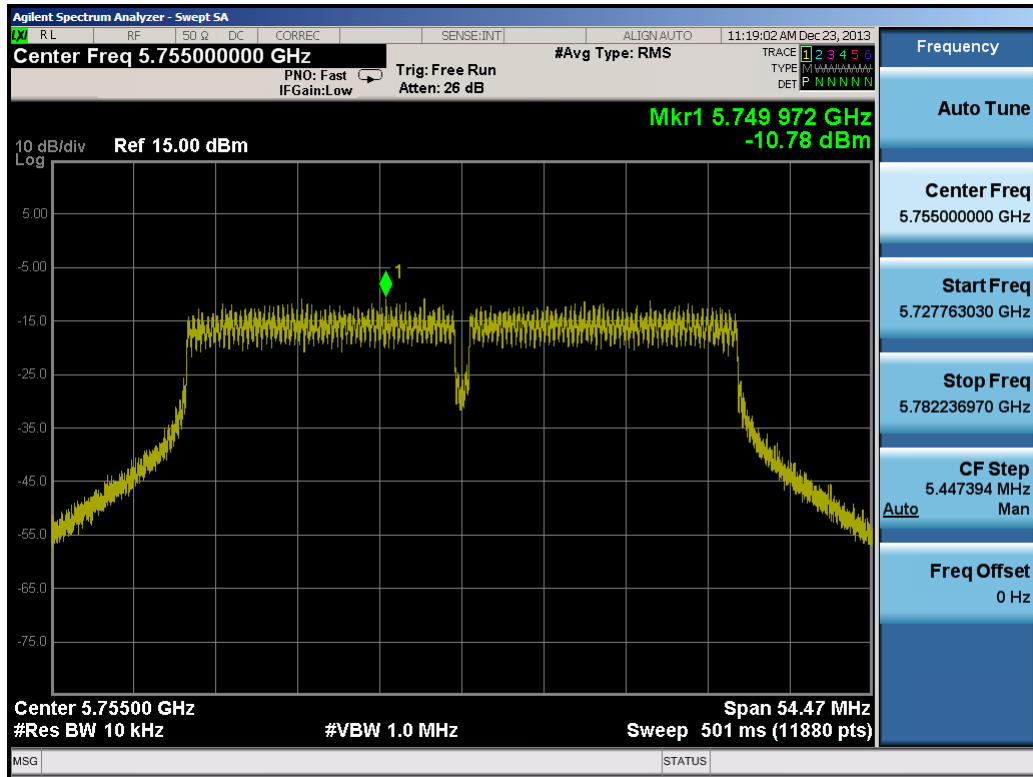 Agilent Spectrum Analyzer - Swept SA
LXI RL RF 50 Ω DC CORREC SENSE:INT ALIGN AUTO 11:19:02 AM Dec 23, 2013
Center Freq 5.755000000 GHz
PNO: Fast
IFGain:Low
Trig: Free Run
Atten: 26 dB
#Avg Type: RMS
TRACE 1 2 3 4 5 6
TYPE M W W W W W
DET P N N N N N
Mkr1 5.749 972 GHz
-10.78 dBm
10 dB/div Ref 15.00 dBm
Log
1
5.00
-5.00
-15.0
-25.0
-35.0
-45.0
-55.0
-65.0
-75.0
Center 5.75500 GHz Span 54.47 MHz
#Res BW 10 kHz #VBW 1.0 MHz Sweep 501 ms (11880 pts)
MSG STATUS
Frequency
Auto Tune
Center Freq
5.755000000 GHz
Start Freq
5.727763030 GHz
Stop Freq
5.782236970 GHz
CF Step
5.447394 MHz
Auto Man
Freq Offset
0 Hz